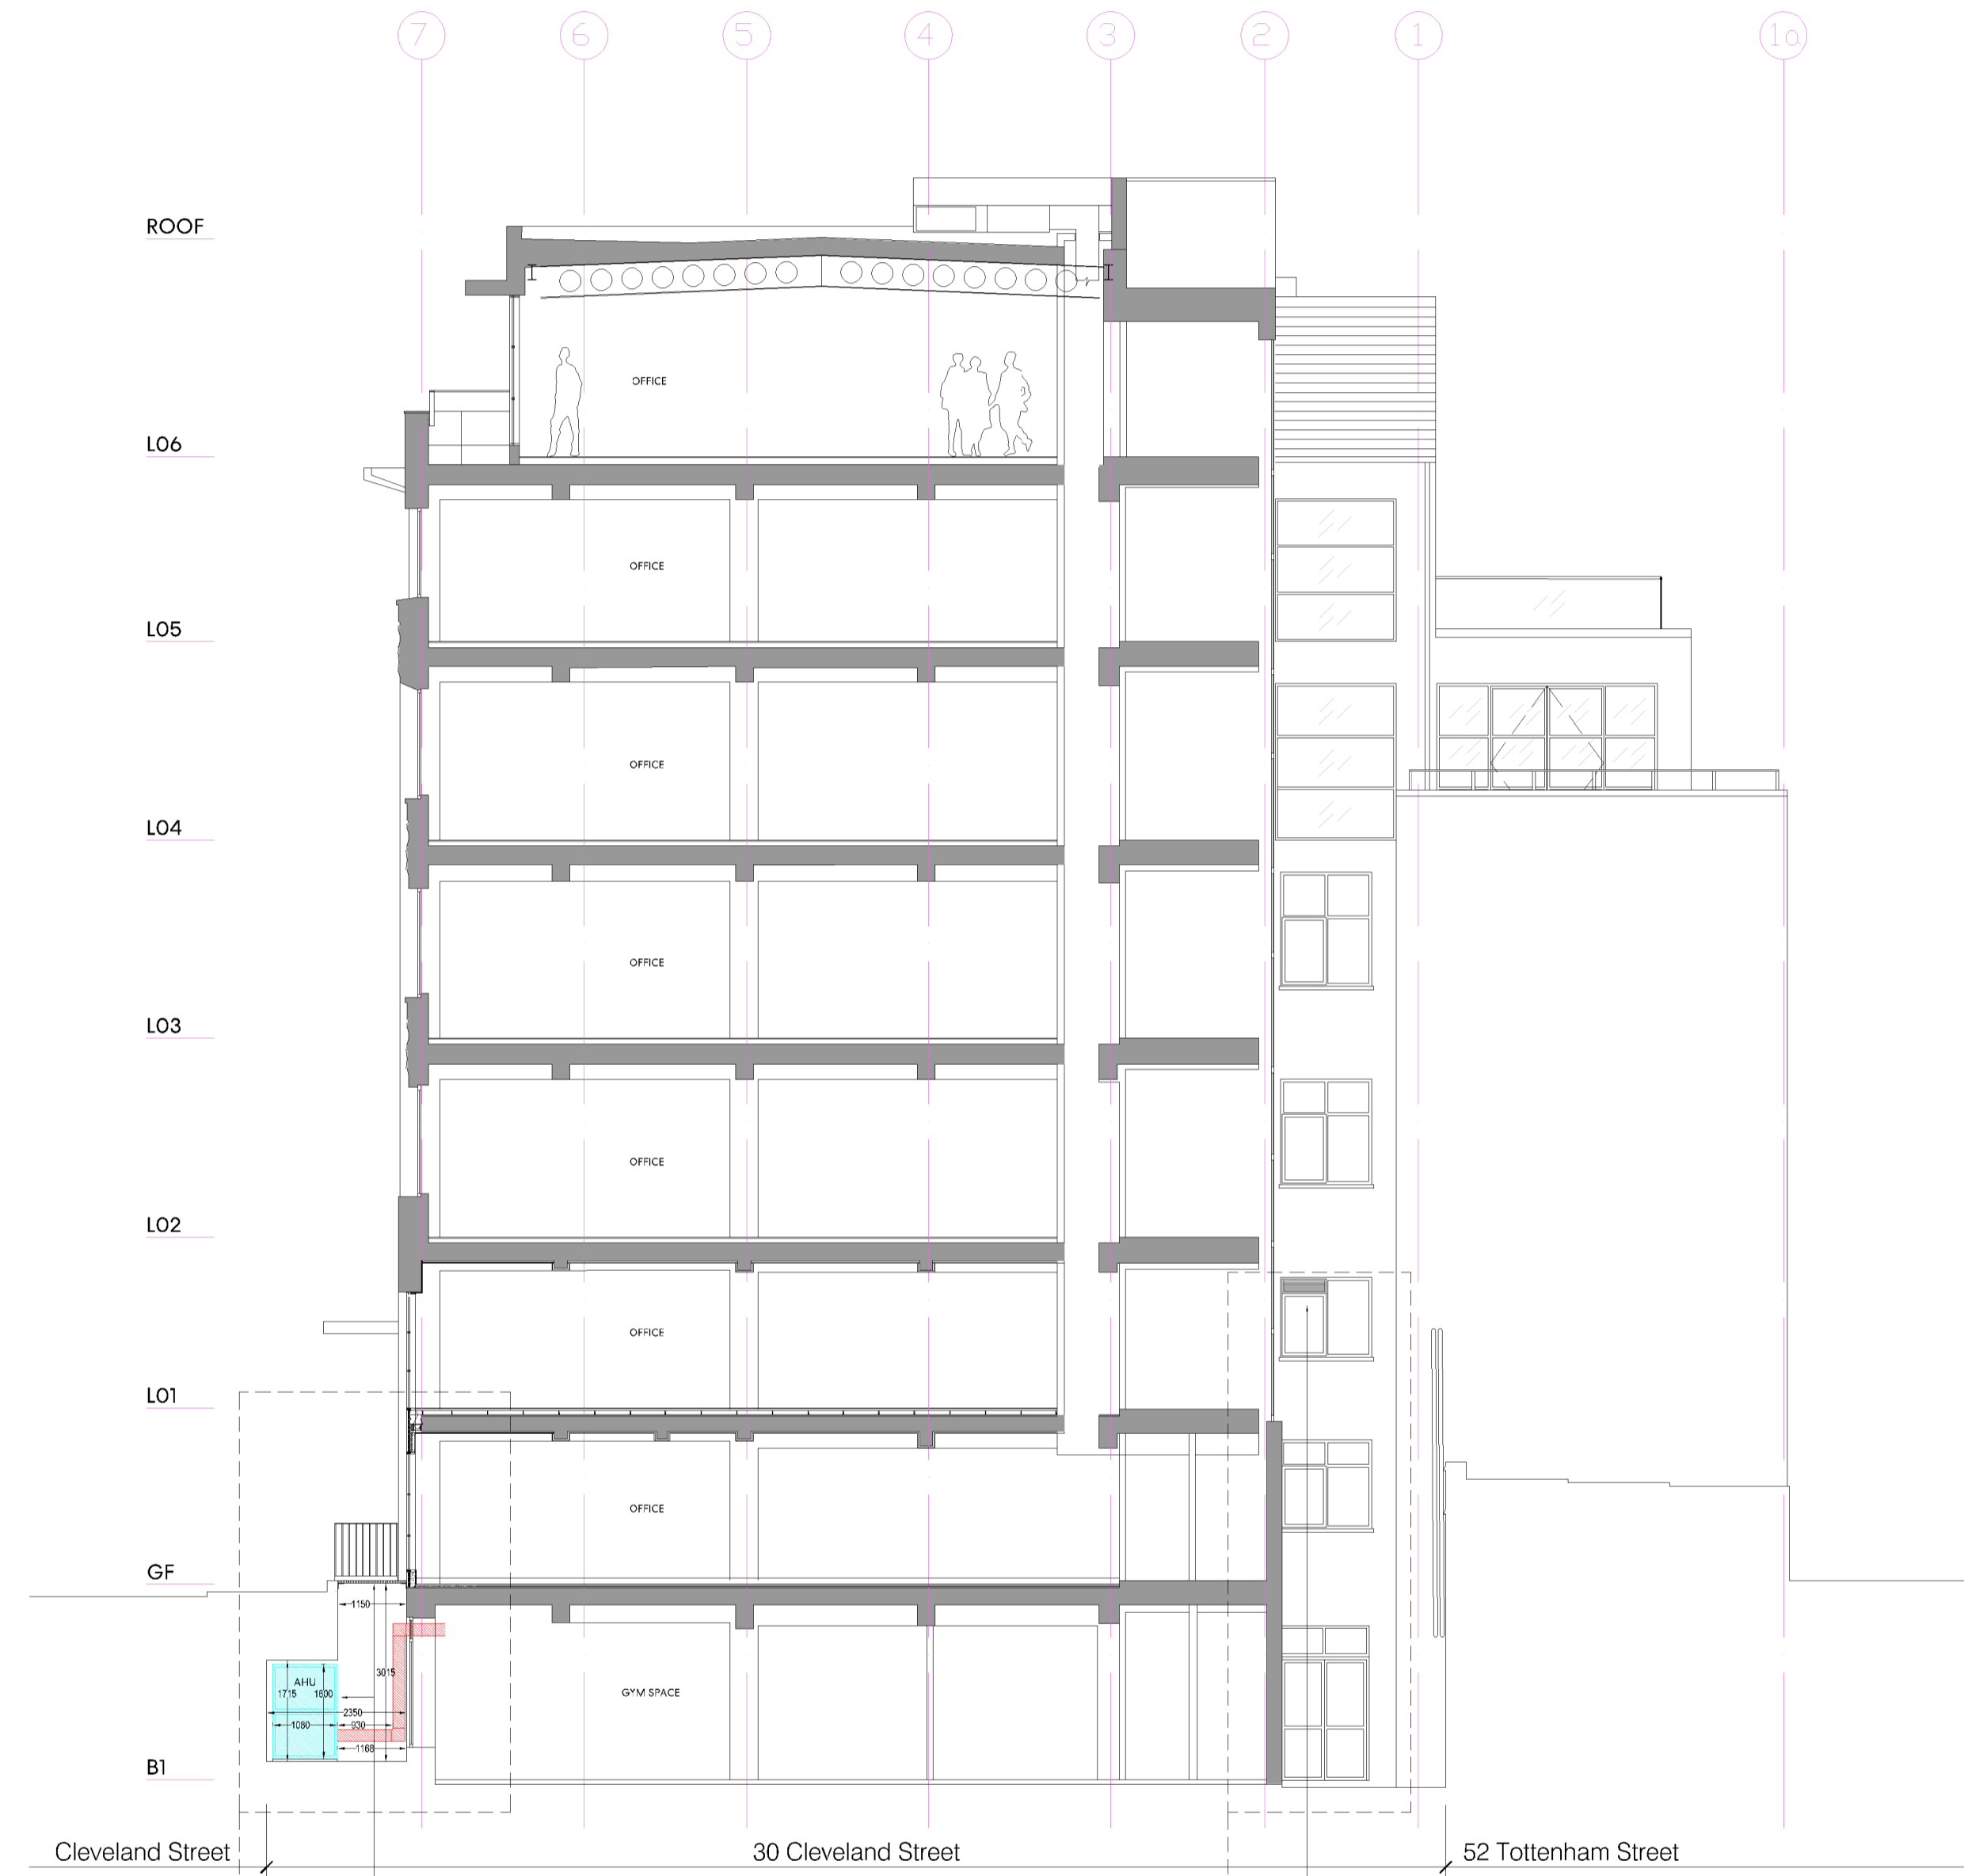 7 6 5 4 3 2 1 1a
ROOF
OFFICE
L06
OFFICE
L05
OFFICE
L04
OFFICE
L03
OFFICE
L02
OFFICE
L01
OFFICE
GF
1150
3015
AHU
1715 1600
GYM SPACE
2350
1080 930
1168
B1
Cleveland Street 30 Cleveland Street 52 Tottenham Street